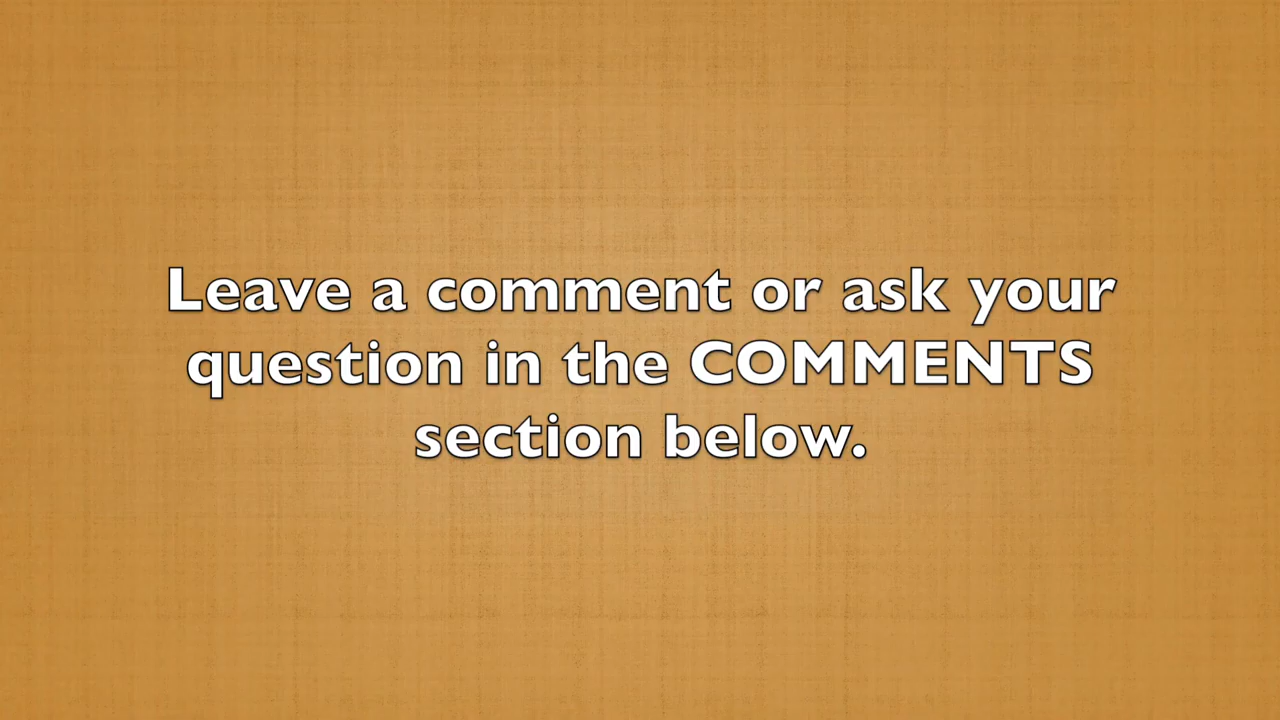 Leave a comment or ask your
question in the COMMENTS
section below.